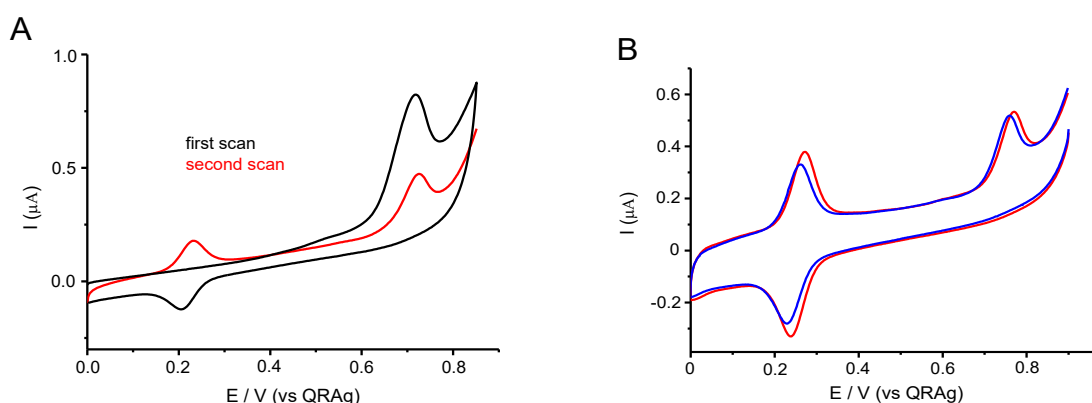 A
1.0
0.5
0.0
I (μA)
first scan
second scan
0.0 0.2 0.4 0.6 0.8
E / V (vs QRAg)
B
0.6
0.4
0.2
0
-0.2
I (μA)
0 0.2 0.4 0.6 0.8
E / V (vs QRAg)